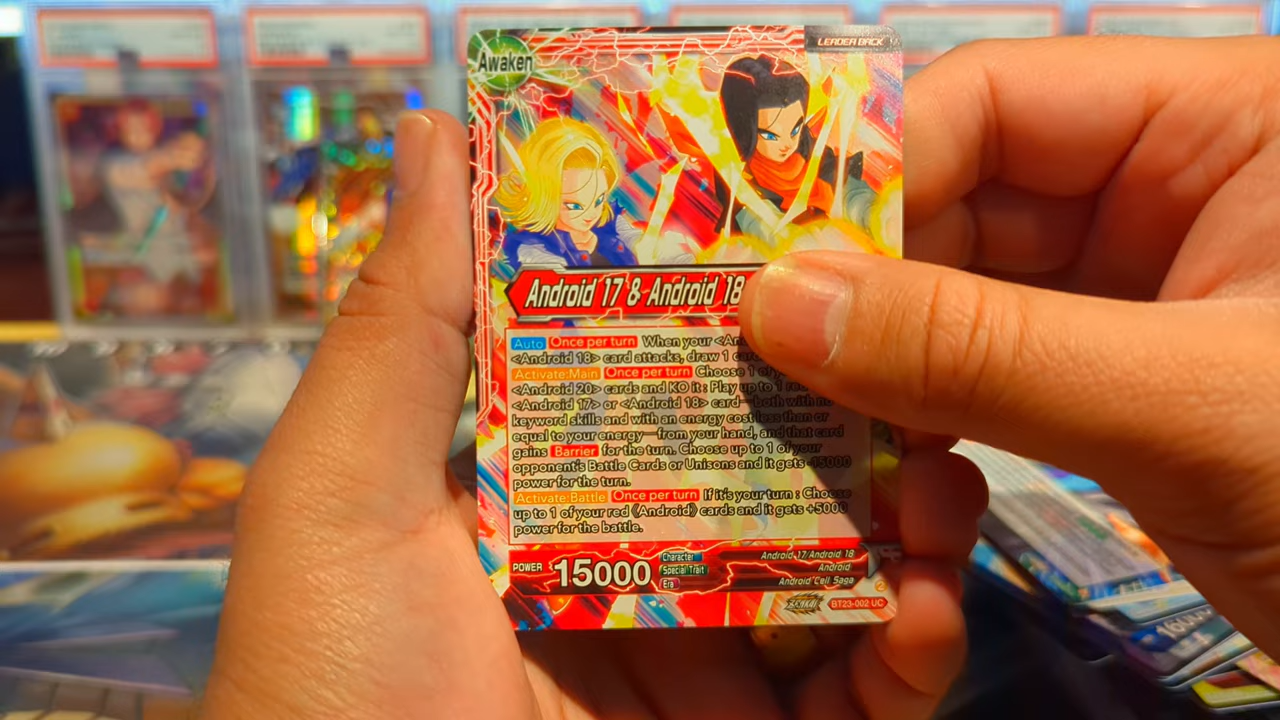 LEADER BACK
Awaken
Android 17 & Android 18
Auto Once per turn When your
<Android 18> card attacks, draw 1
Activate:Main Once per turn Choose 1
<Android 20> cards and KO it : Play up to 1
<Android 17> or <Android 18> card—both with no
keyword skills and with an energy cost less than or
equal to your energy—from your hand, and that card
gains Barrier for the turn. Choose up to 1 of your
opponent's Battle Cards or Unisons and it gets -15000
power for the turn.
Activate:Battle Once per turn If it's your turn : Choose
up to 1 of your red 《Android》 cards and it gets +5000
power for the battle.
POWER 15000
Character Android 17/Android 18
Special Trait Android
Era Android Cell Saga
BT23-002 UC